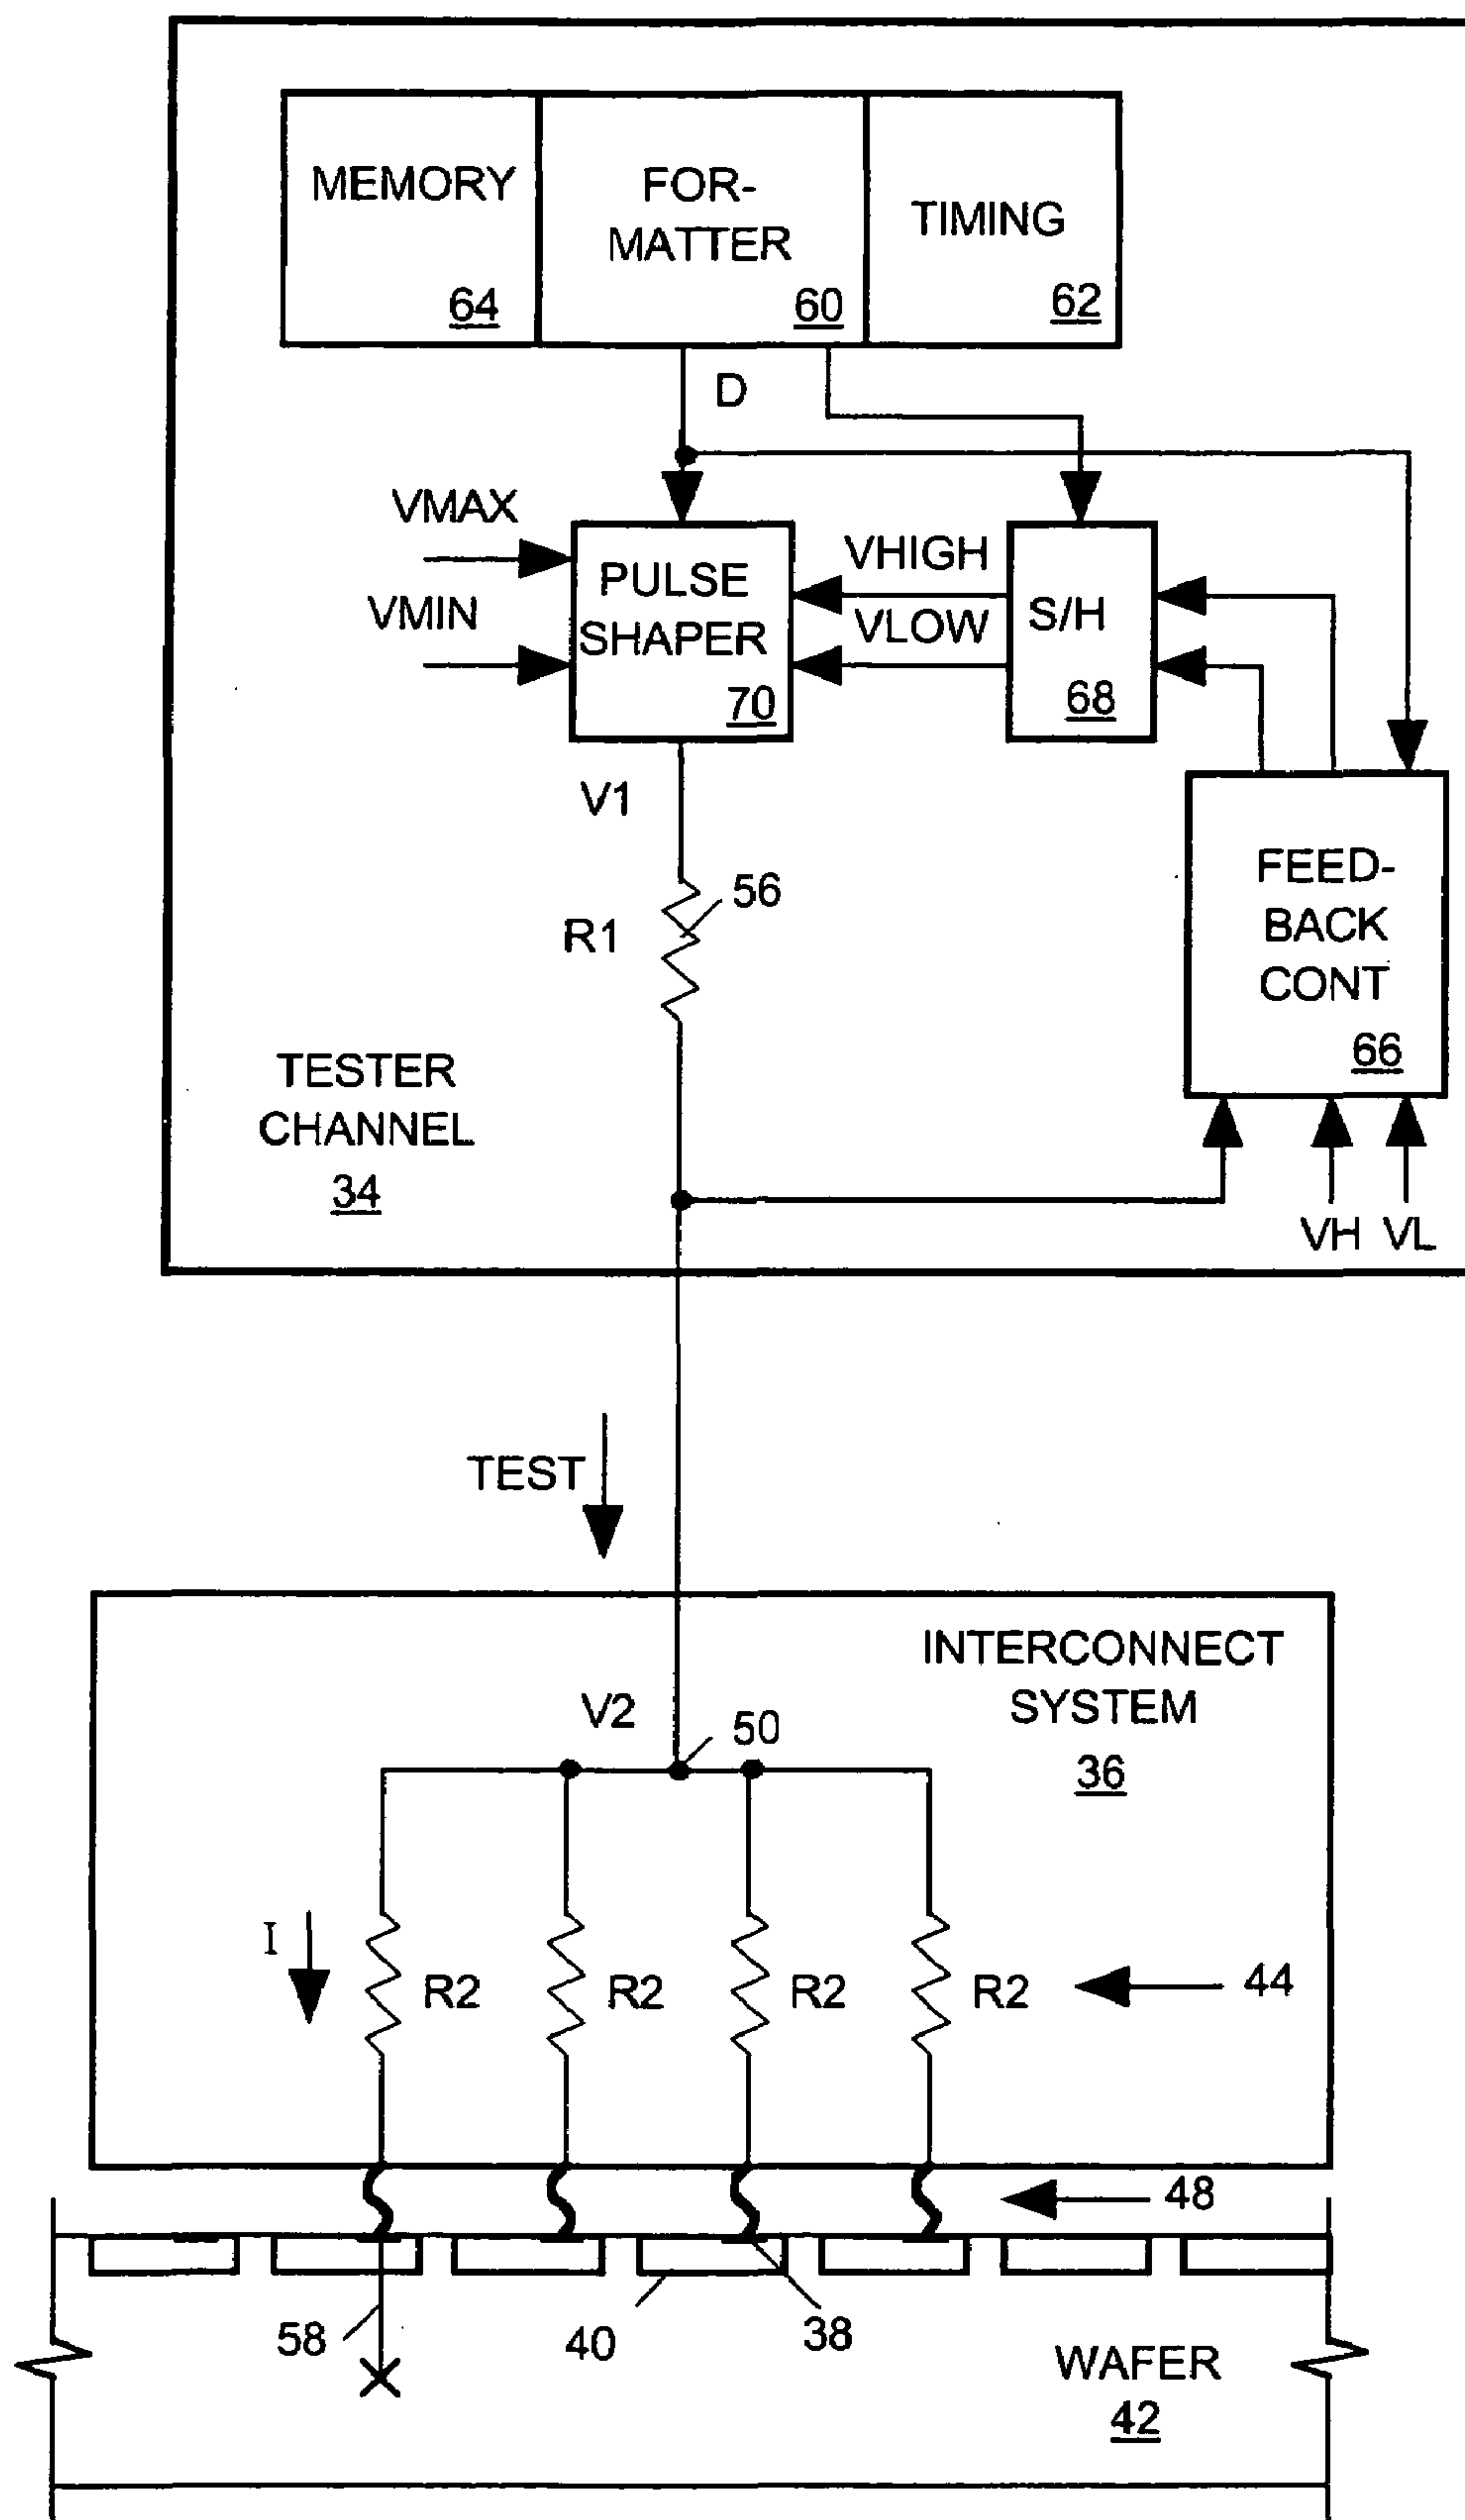 MEMORY
64
FOR-
MATTER
60
TIMING
62
D
VMAX
VMIN
PULSE
SHAPER
70
VHIGH
VLOW
S/H
68
V1
R1
56
FEED-
BACK
CONT
66
TESTER
CHANNEL
34
VH VL
TEST
INTERCONNECT
SYSTEM
36
V2
50
I
R2
R2
R2
R2
44
48
58
40
38
WAFER
42